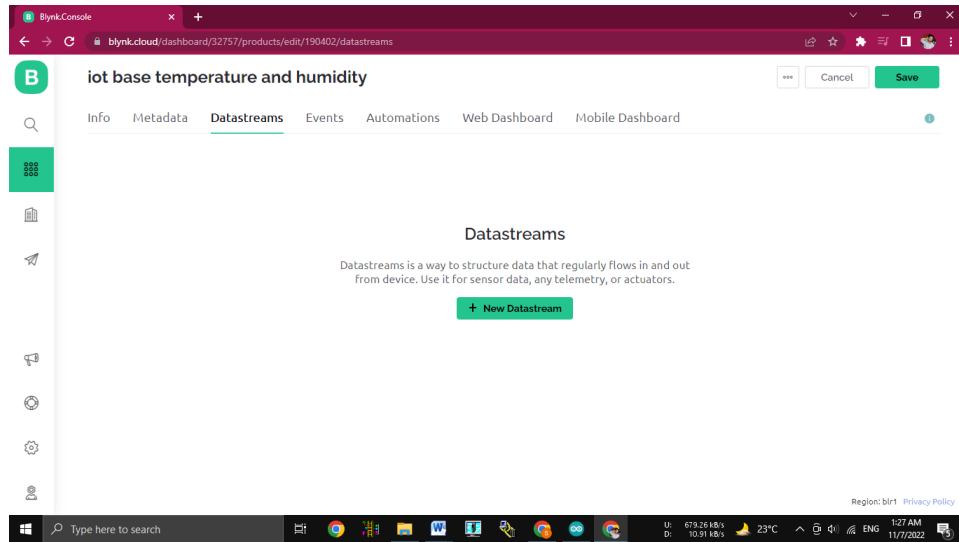 Blynk.Console
blynk.cloud/dashboard/32757/products/edit/190402/datastreams
B
iot base temperature and humidity
Cancel
Save
Info Metadata Datastreams Events Automations Web Dashboard Mobile Dashboard
Datastreams
Datastreams is a way to structure data that regularly flows in and out
from device. Use it for sensor data, any telemetry, or actuators.
+ New Datastream
Region: blr1 Privacy Policy
Type here to search
U: 679.26 kB/s
D: 10.91 kB/s
23°C
ENG
1:27 AM
11/7/2022
5